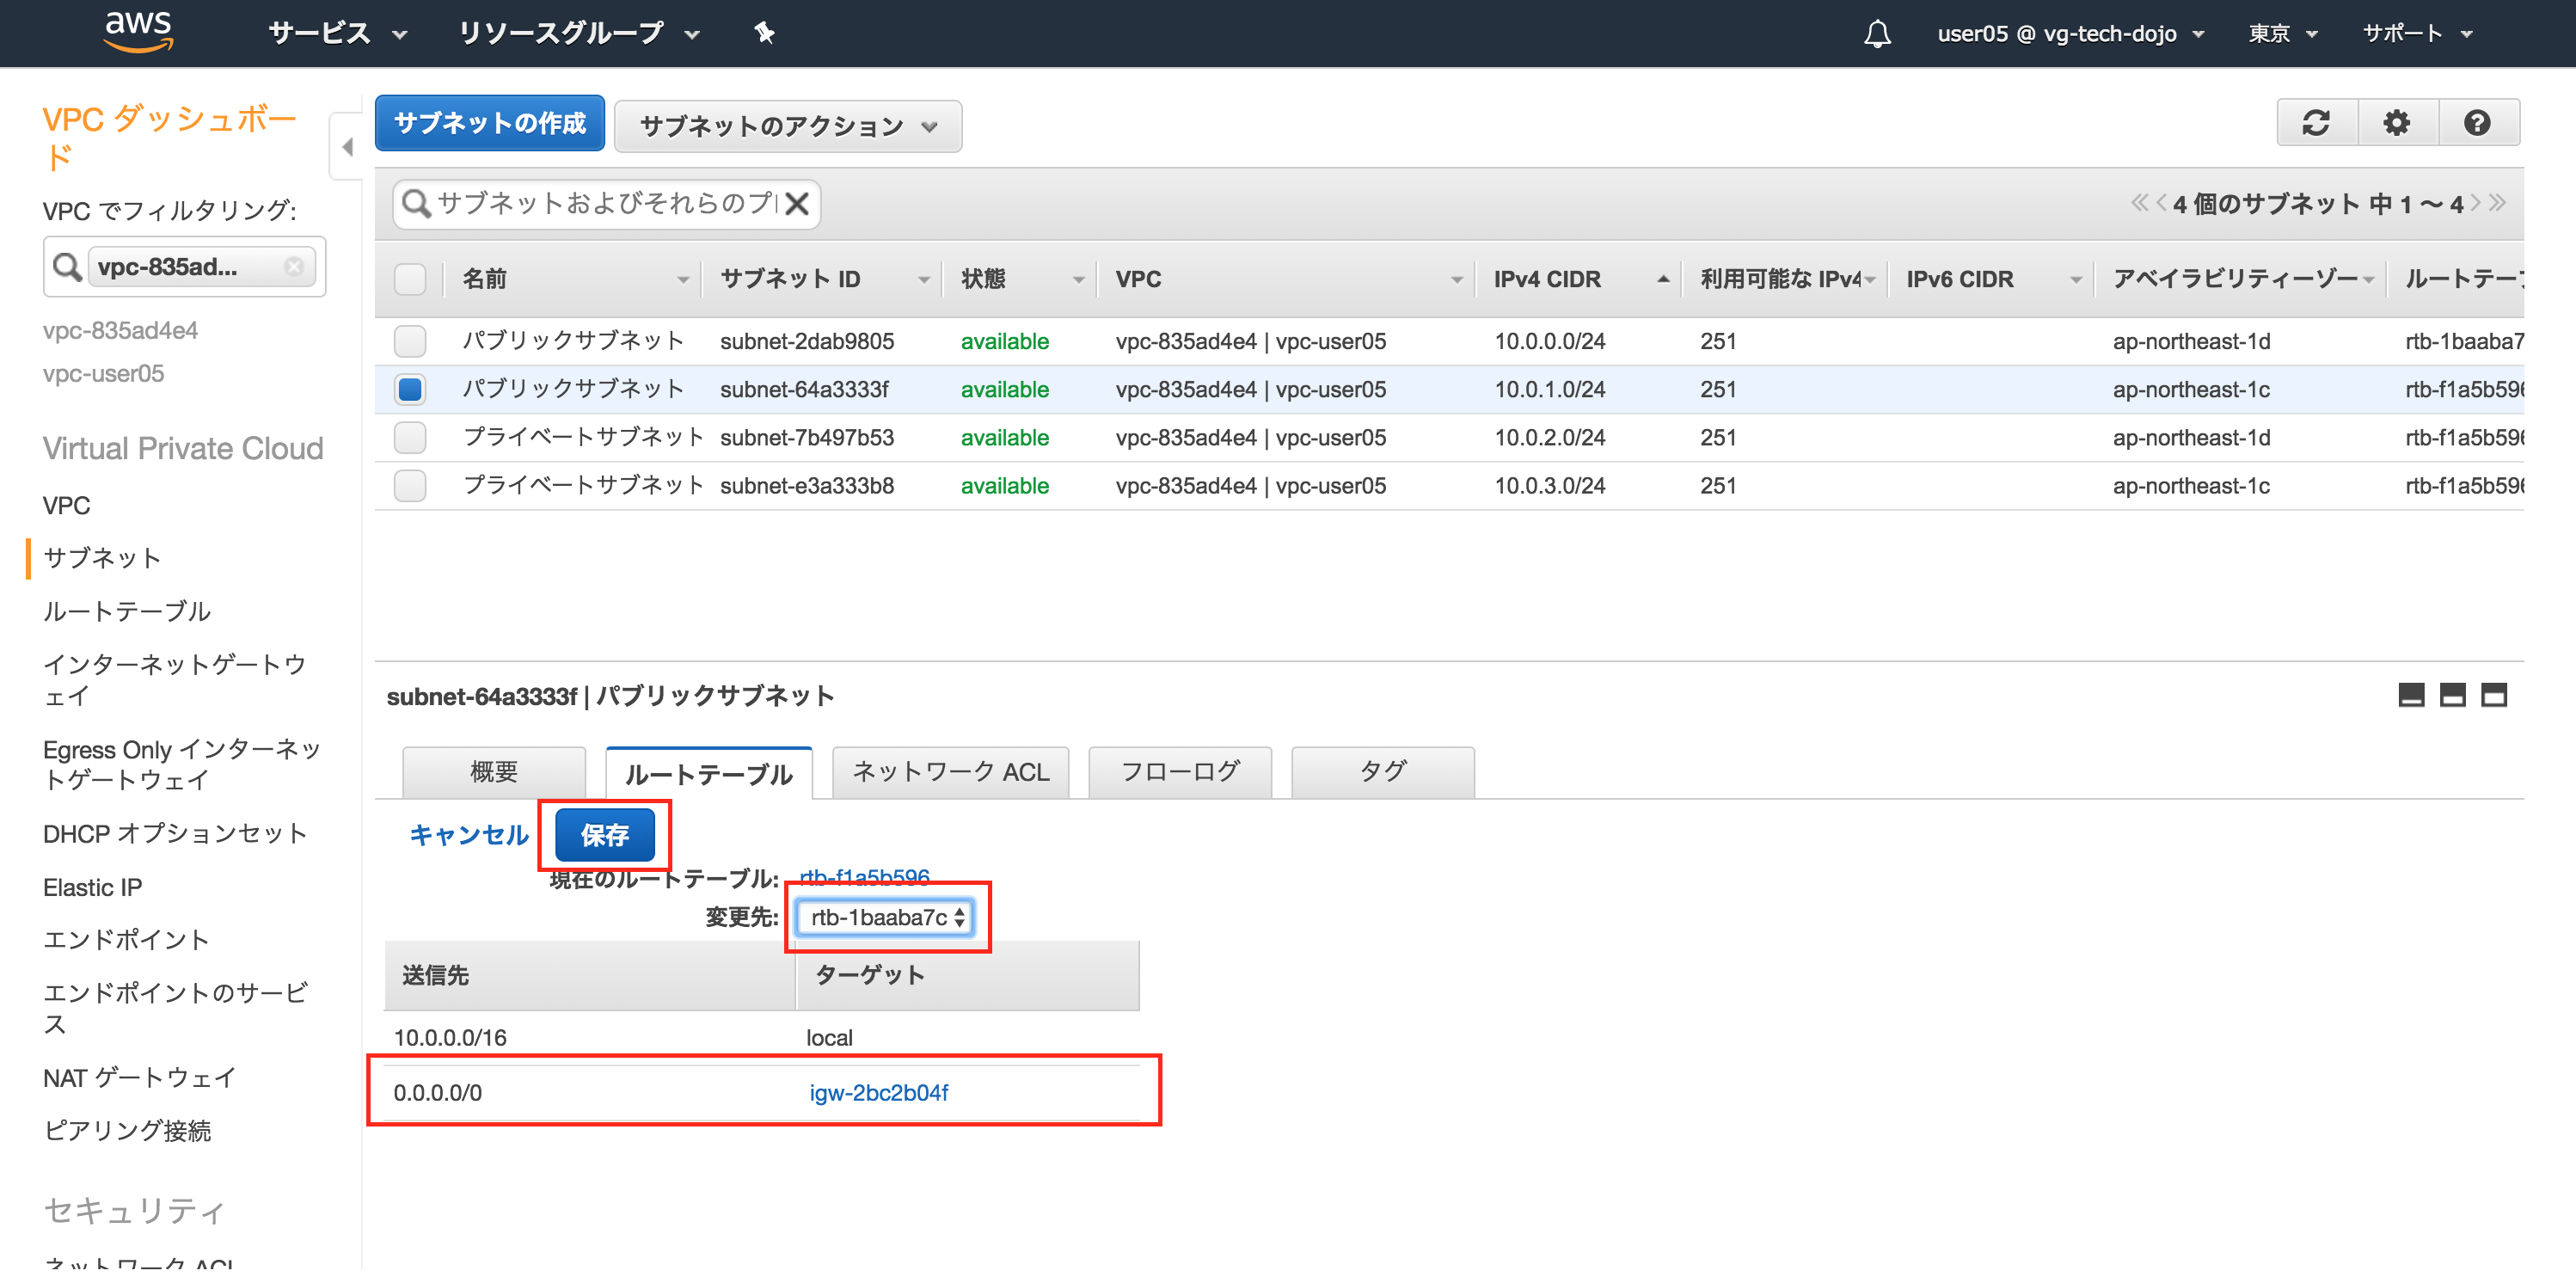 aws サービス リソースグループ user05 @ vg-tech-dojo 東京 サポート
VPC ダッシュボー
ド
VPC でフィルタリング:
vpc-835ad...
vpc-835ad4e4
vpc-user05
Virtual Private Cloud
VPC
サブネット
ルートテーブル
インターネットゲートウ
ェイ
Egress Only インターネッ
トゲートウェイ
DHCP オプションセット
Elastic IP
エンドポイント
エンドポイントのサービ
ス
NAT ゲートウェイ
ピアリング接続
セキュリティ
ネットワーク ACL
サブネットの作成 サブネットのアクション
サブネットおよびそれらのプ
4 個のサブネット 中 1 ～ 4
名前 サブネット ID 状態 VPC IPv4 CIDR 利用可能な IPv4 IPv6 CIDR アベイラビリティーゾー ルートテー
パブリックサブネット subnet-2dab9805 available vpc-835ad4e4 | vpc-user05 10.0.0.0/24 251 ap-northeast-1d rtb-1baaba7
パブリックサブネット subnet-64a3333f available vpc-835ad4e4 | vpc-user05 10.0.1.0/24 251 ap-northeast-1c rtb-f1a5b596
プライベートサブネット subnet-7b497b53 available vpc-835ad4e4 | vpc-user05 10.0.2.0/24 251 ap-northeast-1d rtb-f1a5b596
プライベートサブネット subnet-e3a333b8 available vpc-835ad4e4 | vpc-user05 10.0.3.0/24 251 ap-northeast-1c rtb-f1a5b596
subnet-64a3333f | パブリックサブネット
概要 ルートテーブル ネットワーク ACL フローログ タグ
キャンセル 保存
現在のルートテーブル: rtb-f1a5b596
変更先: rtb-1baaba7c
送信先 ターゲット
10.0.0.0/16 local
0.0.0.0/0 igw-2bc2b04f